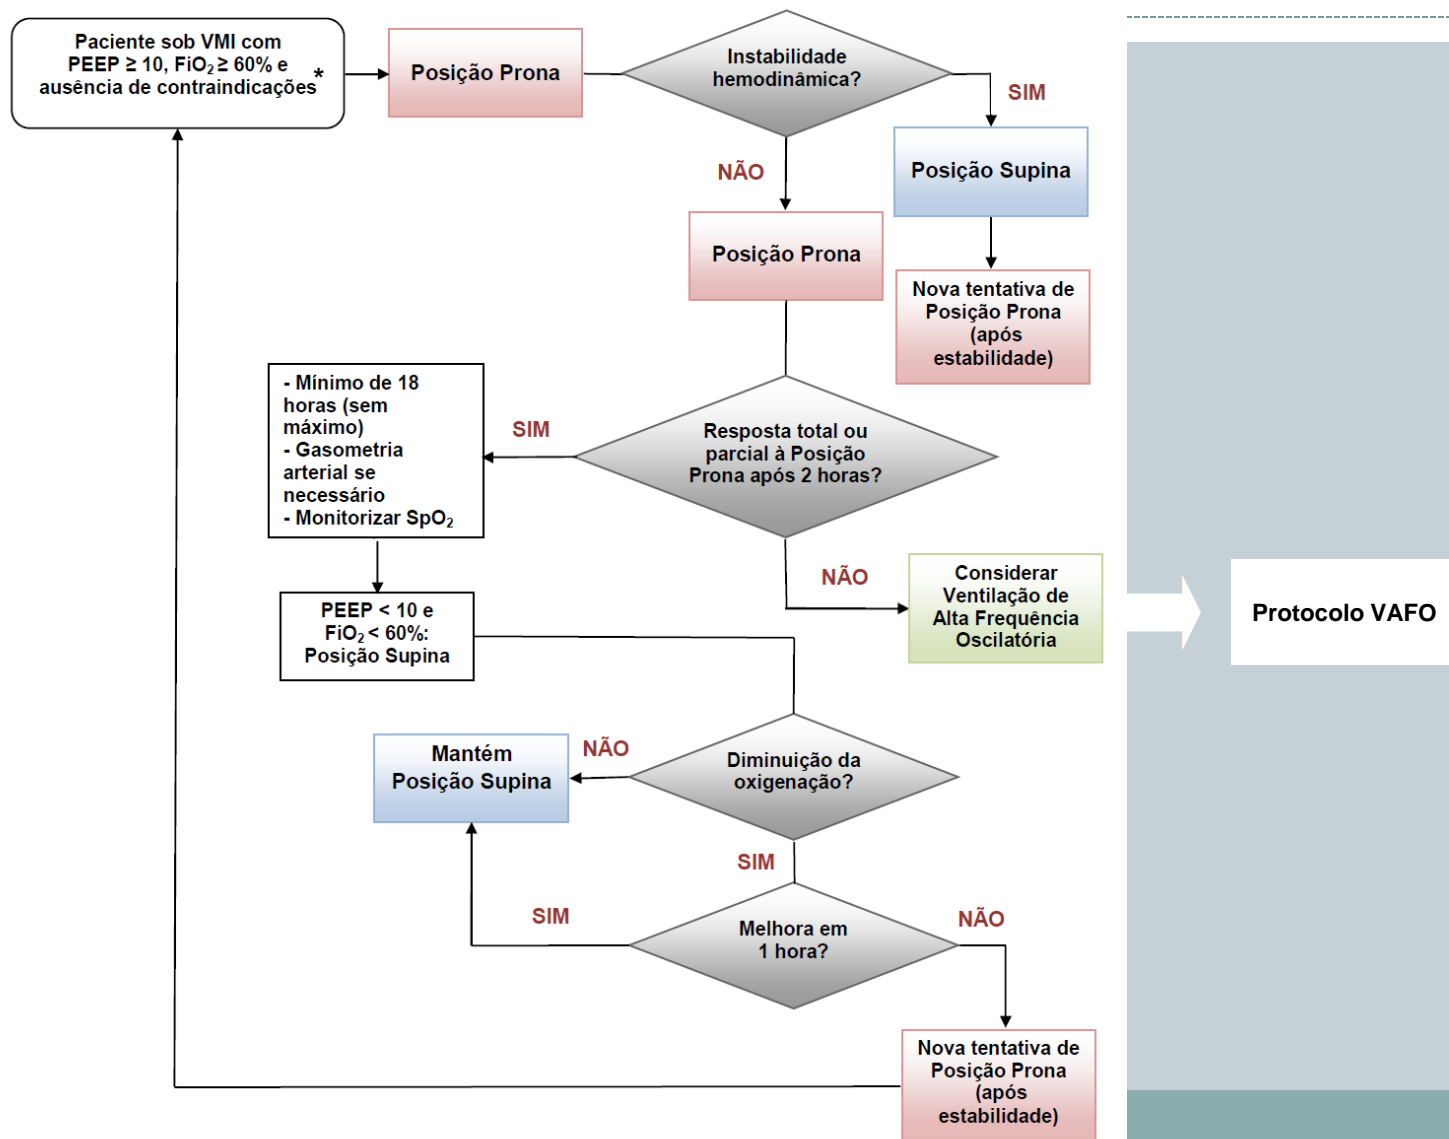 Paciente sob VMI com
PEEP ≥ 10, FiO₂ ≥ 60% e
ausência de contraindicações*
Posição Prona
Instabilidade
hemodinâmica?
SIM
Posição Supina
Nova tentativa de
Posição Prona
(após
estabilidade)
NÃO
Posição Prona
Resposta total ou
parcial à Posição
Prona após 2 horas?
SIM
- Mínimo de 18
horas (sem
máximo)
- Gasometria
arterial se
necessário
- Monitorizar SpO₂
NÃO
Considerar
Ventilação de
Alta Frequência
Oscilatória
Protocolo VAFO
PEEP < 10 e
FiO₂ < 60%:
Posição Supina
Diminuição da
oxigenação?
NÃO
Mantém
Posição Supina
SIM
Melhora em
1 hora?
SIM
NÃO
Nova tentativa de
Posição Prona
(após
estabilidade)